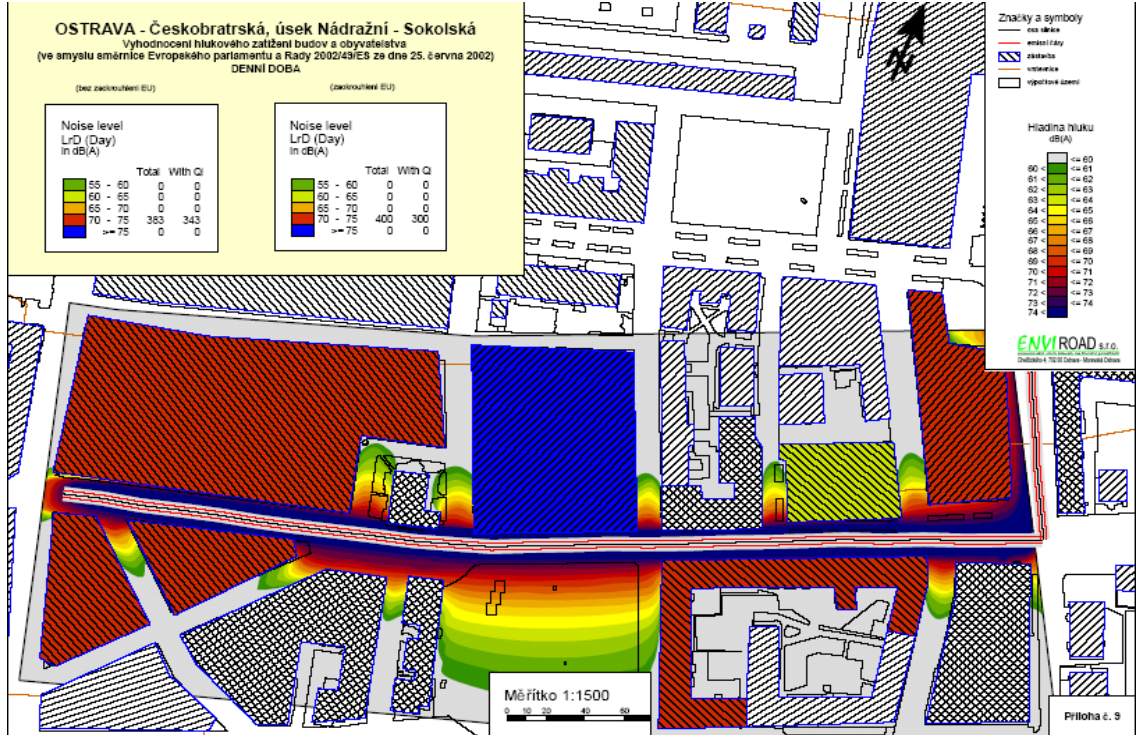 OSTRAVA - Českobratrská, úsek Nádražní - Sokolská
Vyhodnocení hlukového zatížení budov a obyvatelstva
(ve smyslu směrnice Evropského parlamentu a Rady 2002/49/ES ze dne 25. června 2002)
DENNÍ DOBA
(bez zaokrouhlení EU)
(zaokrouhlení EU)
Noise level
LrD (Day)
in dB(A)
Total With QI
55 - 60 0 0
60 - 65 0 0
65 - 70 0 0
70 - 75 383 343
>= 75 0 0
Noise level
LrD (Day)
in dB(A)
Total With QI
55 - 60 0 0
60 - 65 0 0
65 - 70 0 0
70 - 75 400 300
>= 75 0 0
Značky a symboly
osa silnice
emisní čáry
zástavba
vrstevnice
výpočtové území
Hladina hluku
dB(A)
<= 60
60 < <= 61
61 < <= 62
62 < <= 63
63 < <= 64
64 < <= 65
65 < <= 66
66 < <= 67
67 < <= 68
68 < <= 69
69 < <= 70
70 < <= 71
71 < <= 72
72 < <= 73
73 < <= 74
74 <
ENVIROAD s.r.o.
Měřítko 1:1500
0 10 20 40 60
Příloha č. 9